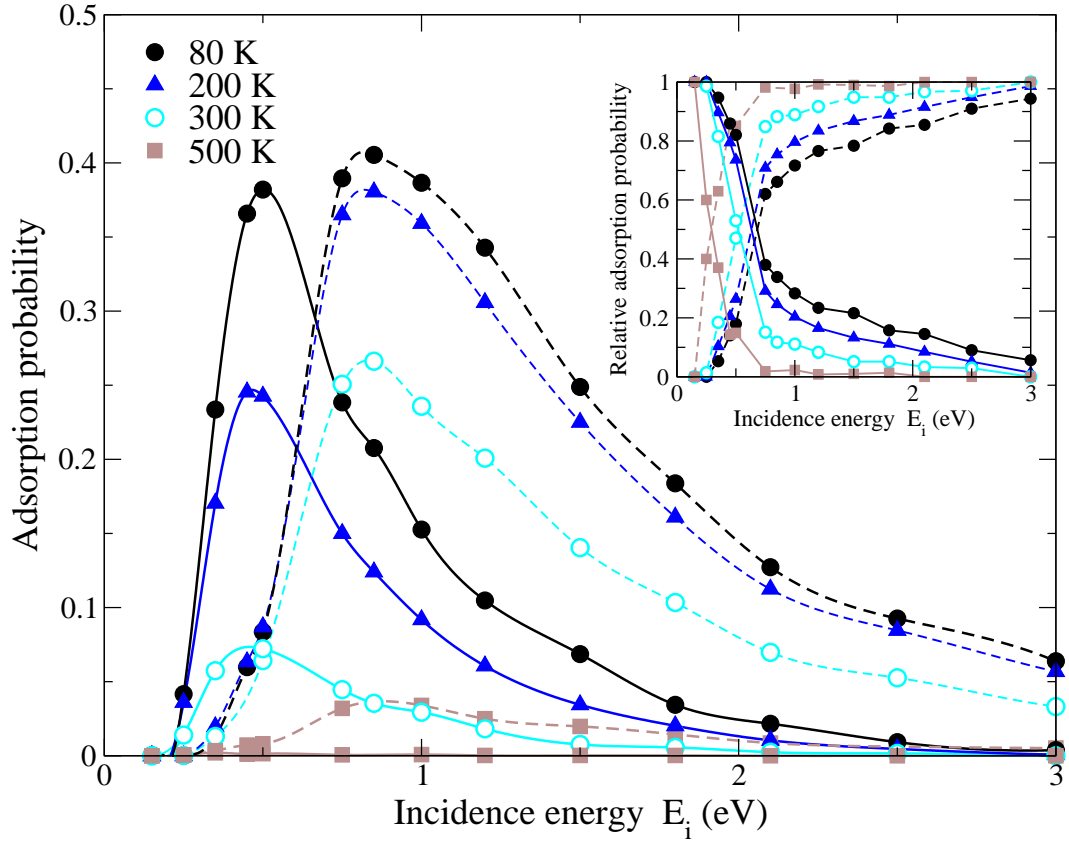 0.5
0.4
0.3
0.2
0.1
0
Adsorption probability
80 K
200 K
300 K
500 K
0 1 2 3
Incidence energy E_i (eV)
1
0.8
0.6
0.4
0.2
0
Relative adsorption probability
0 1 2 3
Incidence energy E_i (eV)